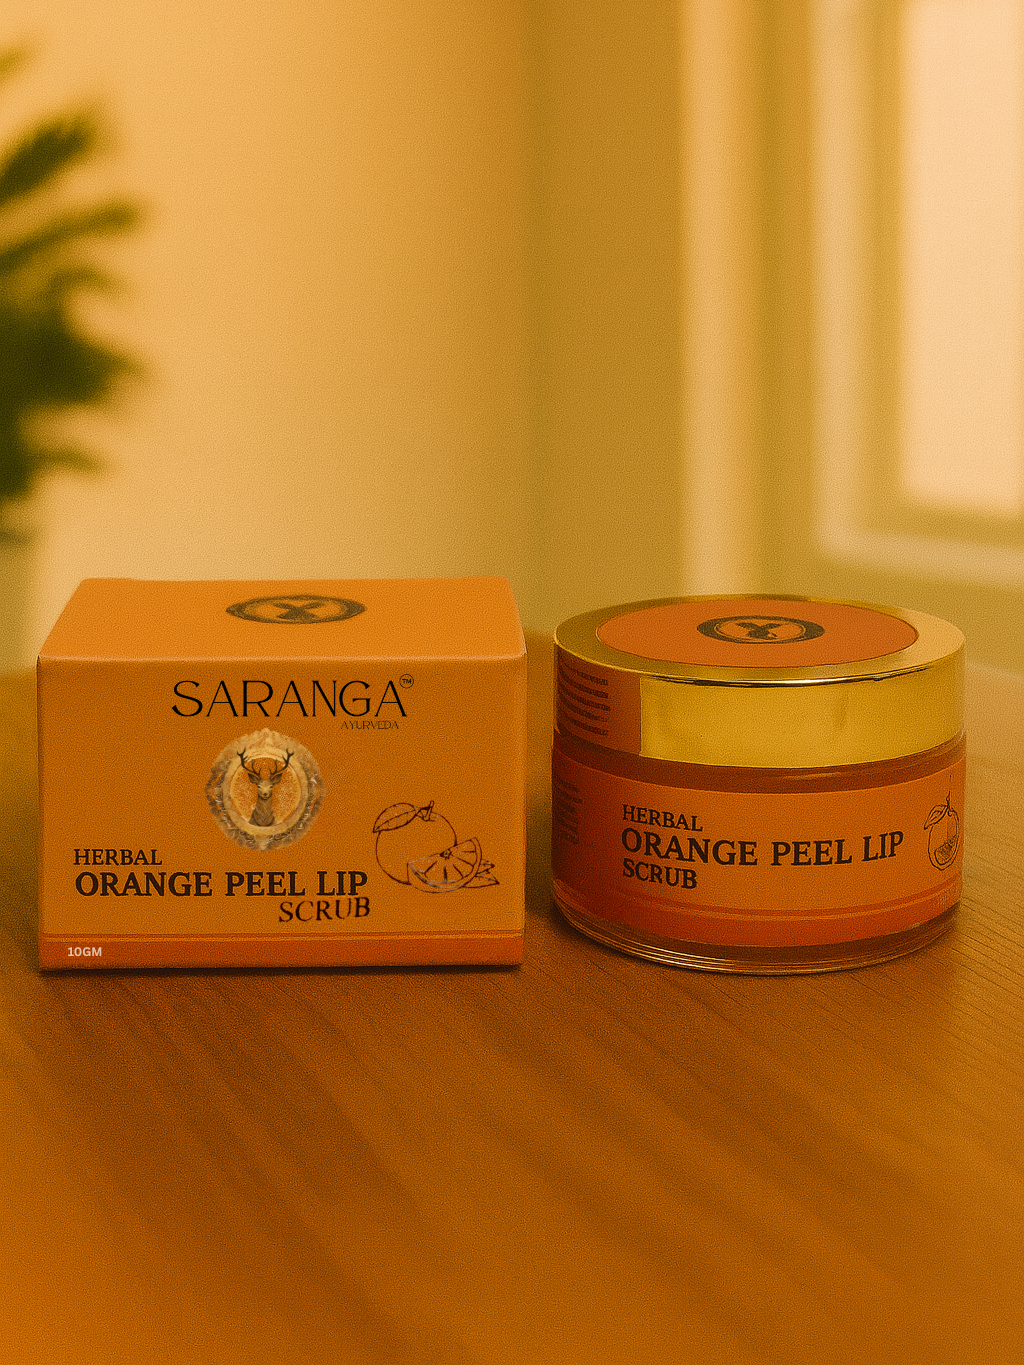 SARANGA™
AYURVEDA
HERBAL
ORANGE PEEL LIP
SCRUB
10GM
HERBAL
ORANGE PEEL LIP
SCRUB